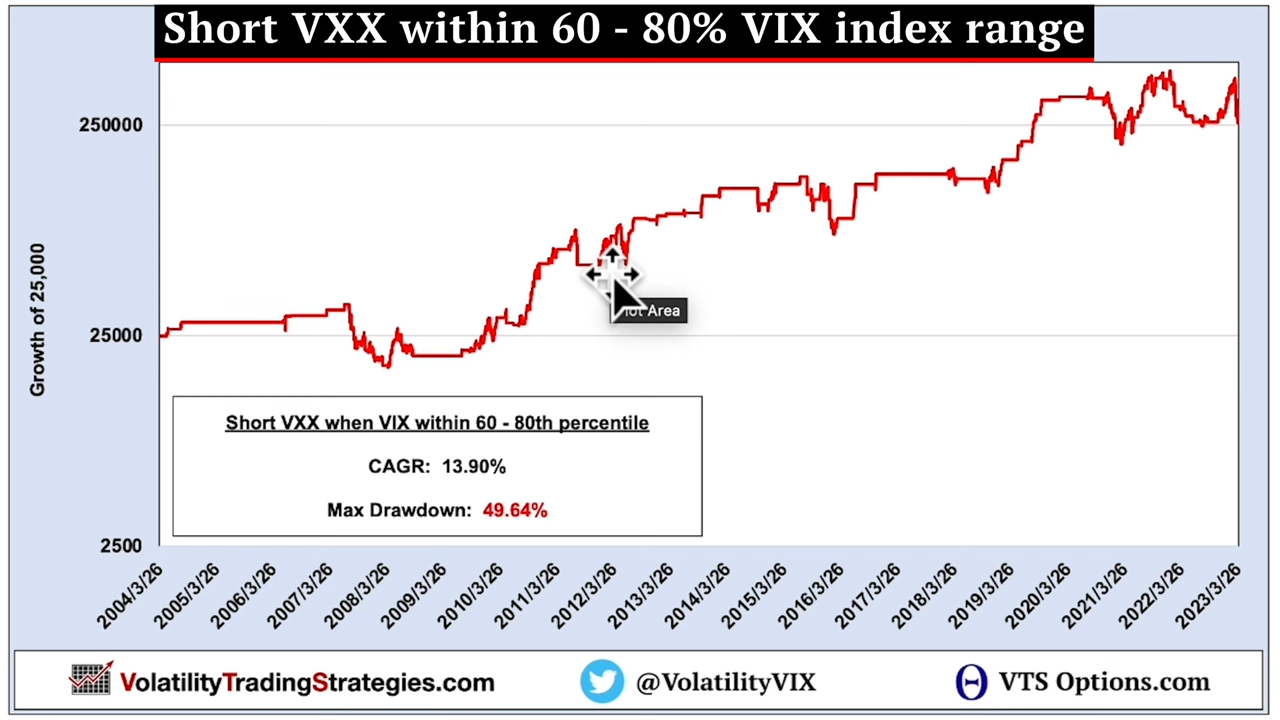 Short VXX within 60 - 80% VIX index range
250000
25000
2500
Growth of 25,000
Area
Short VXX when VIX within 60 - 80th percentile
CAGR: 13.90%
Max Drawdown: 49.64%
2004/3/26
2005/3/26
2006/3/26
2007/3/26
2008/3/26
2009/3/26
2010/3/26
2011/3/26
2012/3/26
2013/3/26
2014/3/26
2015/3/26
2016/3/26
2017/3/26
2018/3/26
2019/3/26
2020/3/26
2021/3/26
2022/3/26
2023/3/26
VolatilityTradingStrategies.com
@VolatilityVIX
VTS Options.com